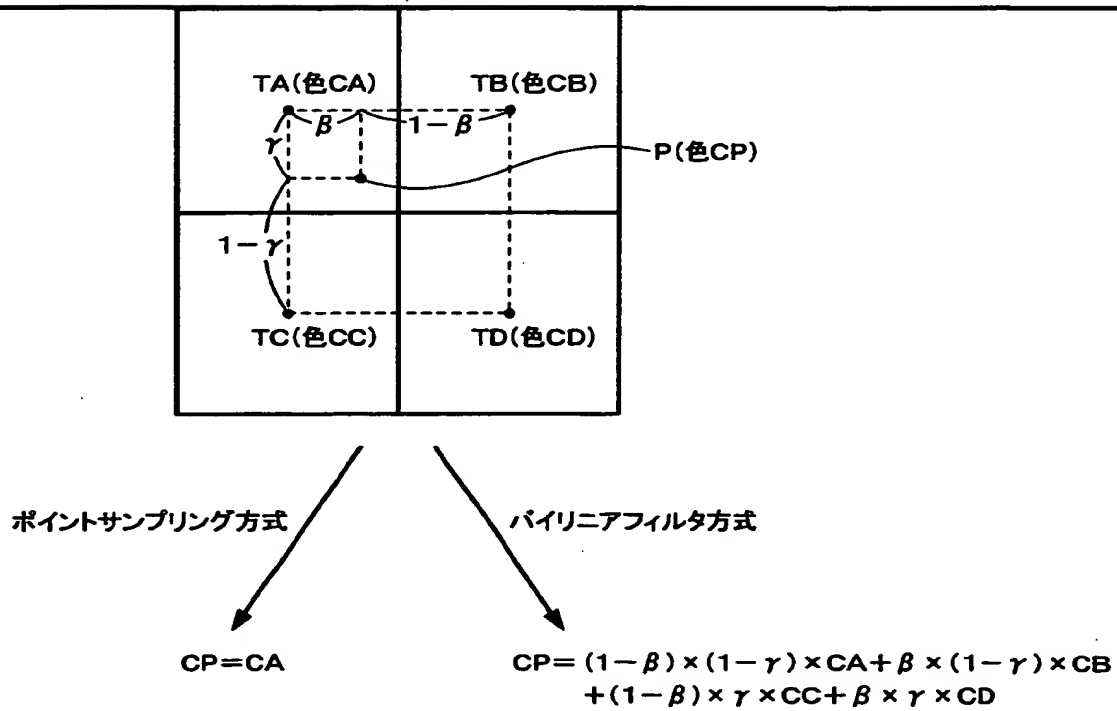 TA(色CA)
TB(色CB)
β
1-β
γ
P(色CP)
1-γ
TC(色CC)
TD(色CD)
ポイントサンプリング方式
バイリニアフィルタ方式
CP=CA
CP=(1-β)×(1-γ)×CA+β×(1-γ)×CB
+(1-β)×γ×CC+β×γ×CD